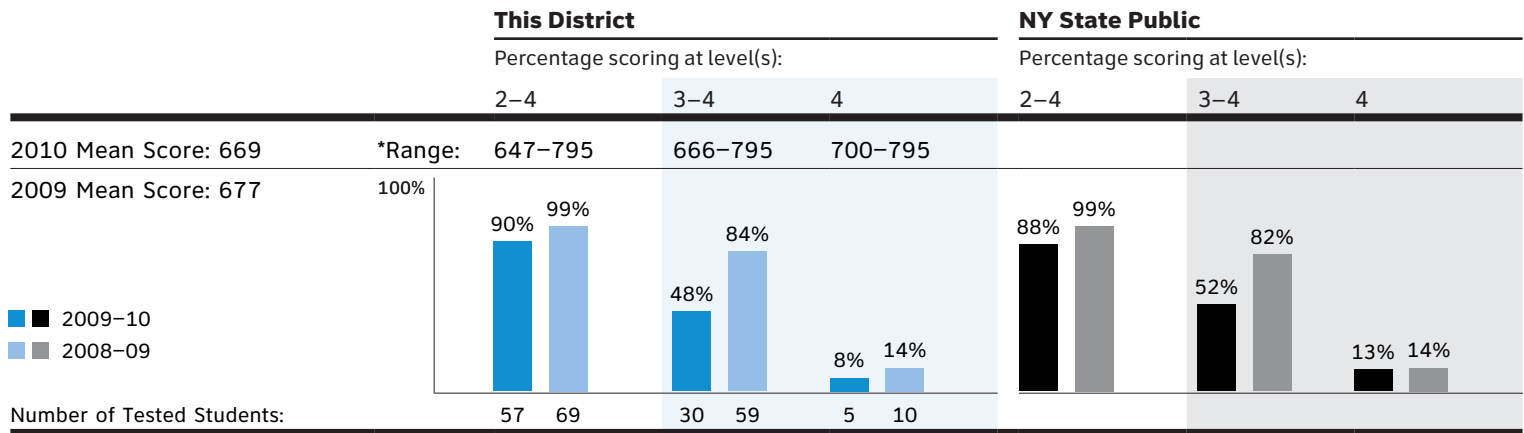 This District NY State Public
Percentage scoring at level(s): Percentage scoring at level(s):
2–4 3–4 4 2–4 3–4 4
2010 Mean Score: 669 *Range: 647–795 666–795 700–795
2009 Mean Score: 677 100%
90% 99% 84% 88% 99% 82%
48% 52%
8% 14% 13% 14%
2009–10
2008–09
Number of Tested Students: 57 69 30 59 5 10